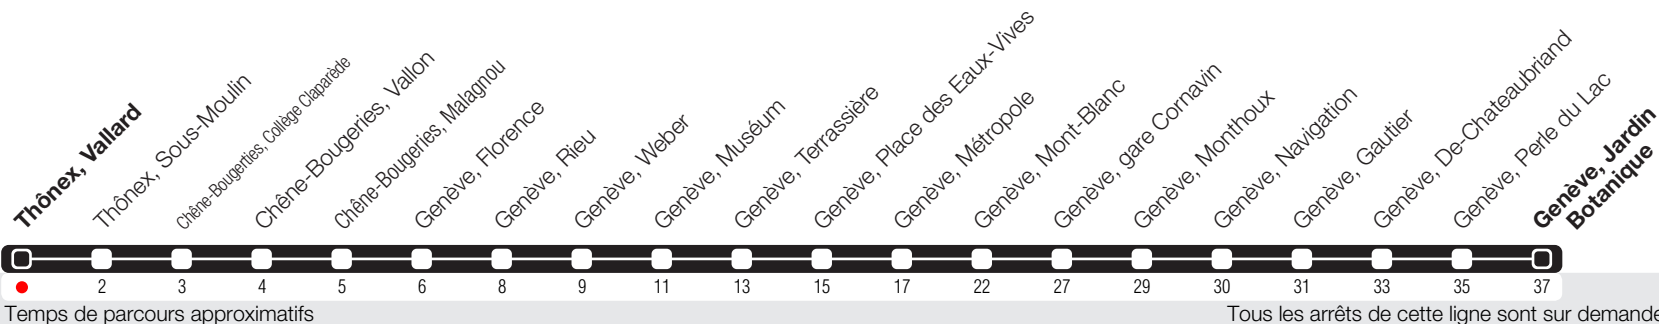 Thônex, Vallard
Thônex, Sous-Moulin
Chêne-Bougerties, Collège Claparède
Chêne-Bougeries, Vallon
Chêne-Bougeries, Malagnou
Genève, Florence
Genève, Rieu
Genève, Weber
Genève, Muséum
Genève, Terrassière
Genève, Place des Eaux-Vives
Genève, Métropole
Genève, Mont-Blanc
Genève, gare Cornavin
Genève, Monthoux
Genève, Navigation
Genève, Gautier
Genève, De-Chateaubriand
Genève, Perle du Lac
Genève, Jardin
Botanique
2 3 4 5 6 8 9 11 13 15 17 22 27 29 30 31 33 35 37
Temps de parcours approximatifs
Tous les arrêts de cette ligne sont sur demande